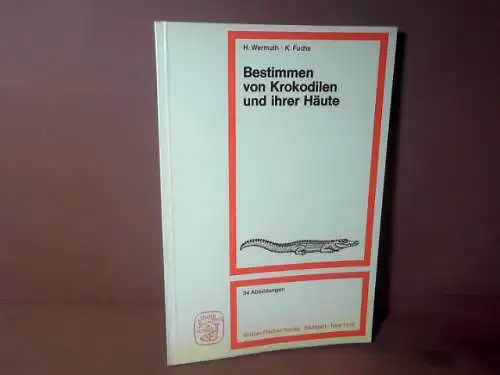 H. Wermuth · K. Fuchs
Bestimmen
von Krokodilen
und ihrer Häute
34 Abbildungen
Gustav Fischer Verlag · Stuttgart · New York